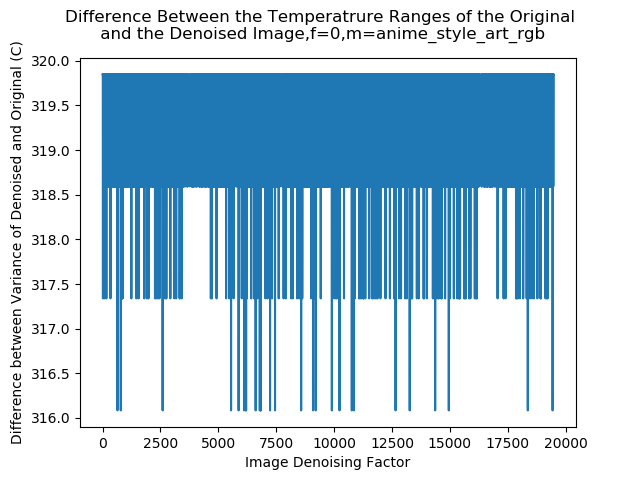 Difference Between the Temperatrure Ranges of the Original
and the Denoised Image,f=0,m=anime_style_art_rgb
Difference between Variance of Denoised and Original (C)
320.0
319.5
319.0
318.5
318.0
317.5
317.0
316.5
316.0
0 2500 5000 7500 10000 12500 15000 17500 20000
Image Denoising Factor